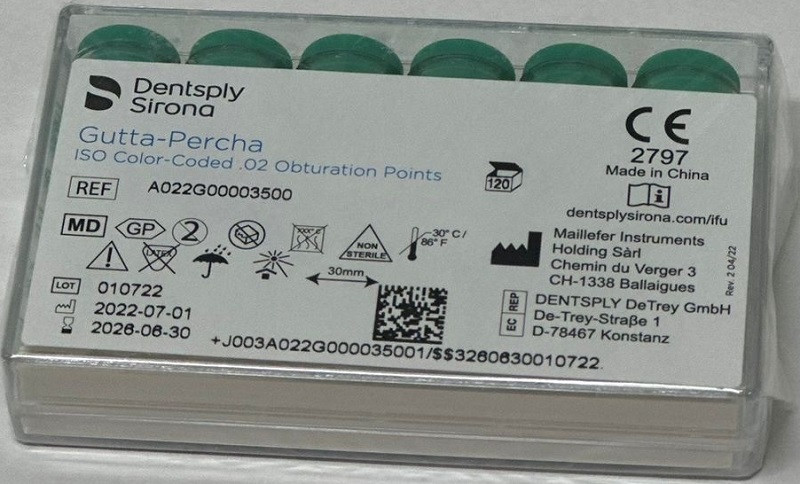 Dentsply
Sirona
Gutta-Percha
ISO Color-Coded .02 Obturation Points
REF A022G00003500
120
CE
2797
Made in China
i
dentsplysirona.com/ifu
MD GP 2 NON STERILE 30° C / 86° F
LATEX
30mm
Maillefer Instruments
Holding Sàrl
Chemin du Verger 3
CH-1338 Ballaigues
Rev. 2 04/22
LOT 010722
2022-07-01
2026-06-30
EC REP DENTSPLY DeTrey GmbH
De-Trey-Straße 1
D-78467 Konstanz
+J003A022G000035001/$$3260630010722